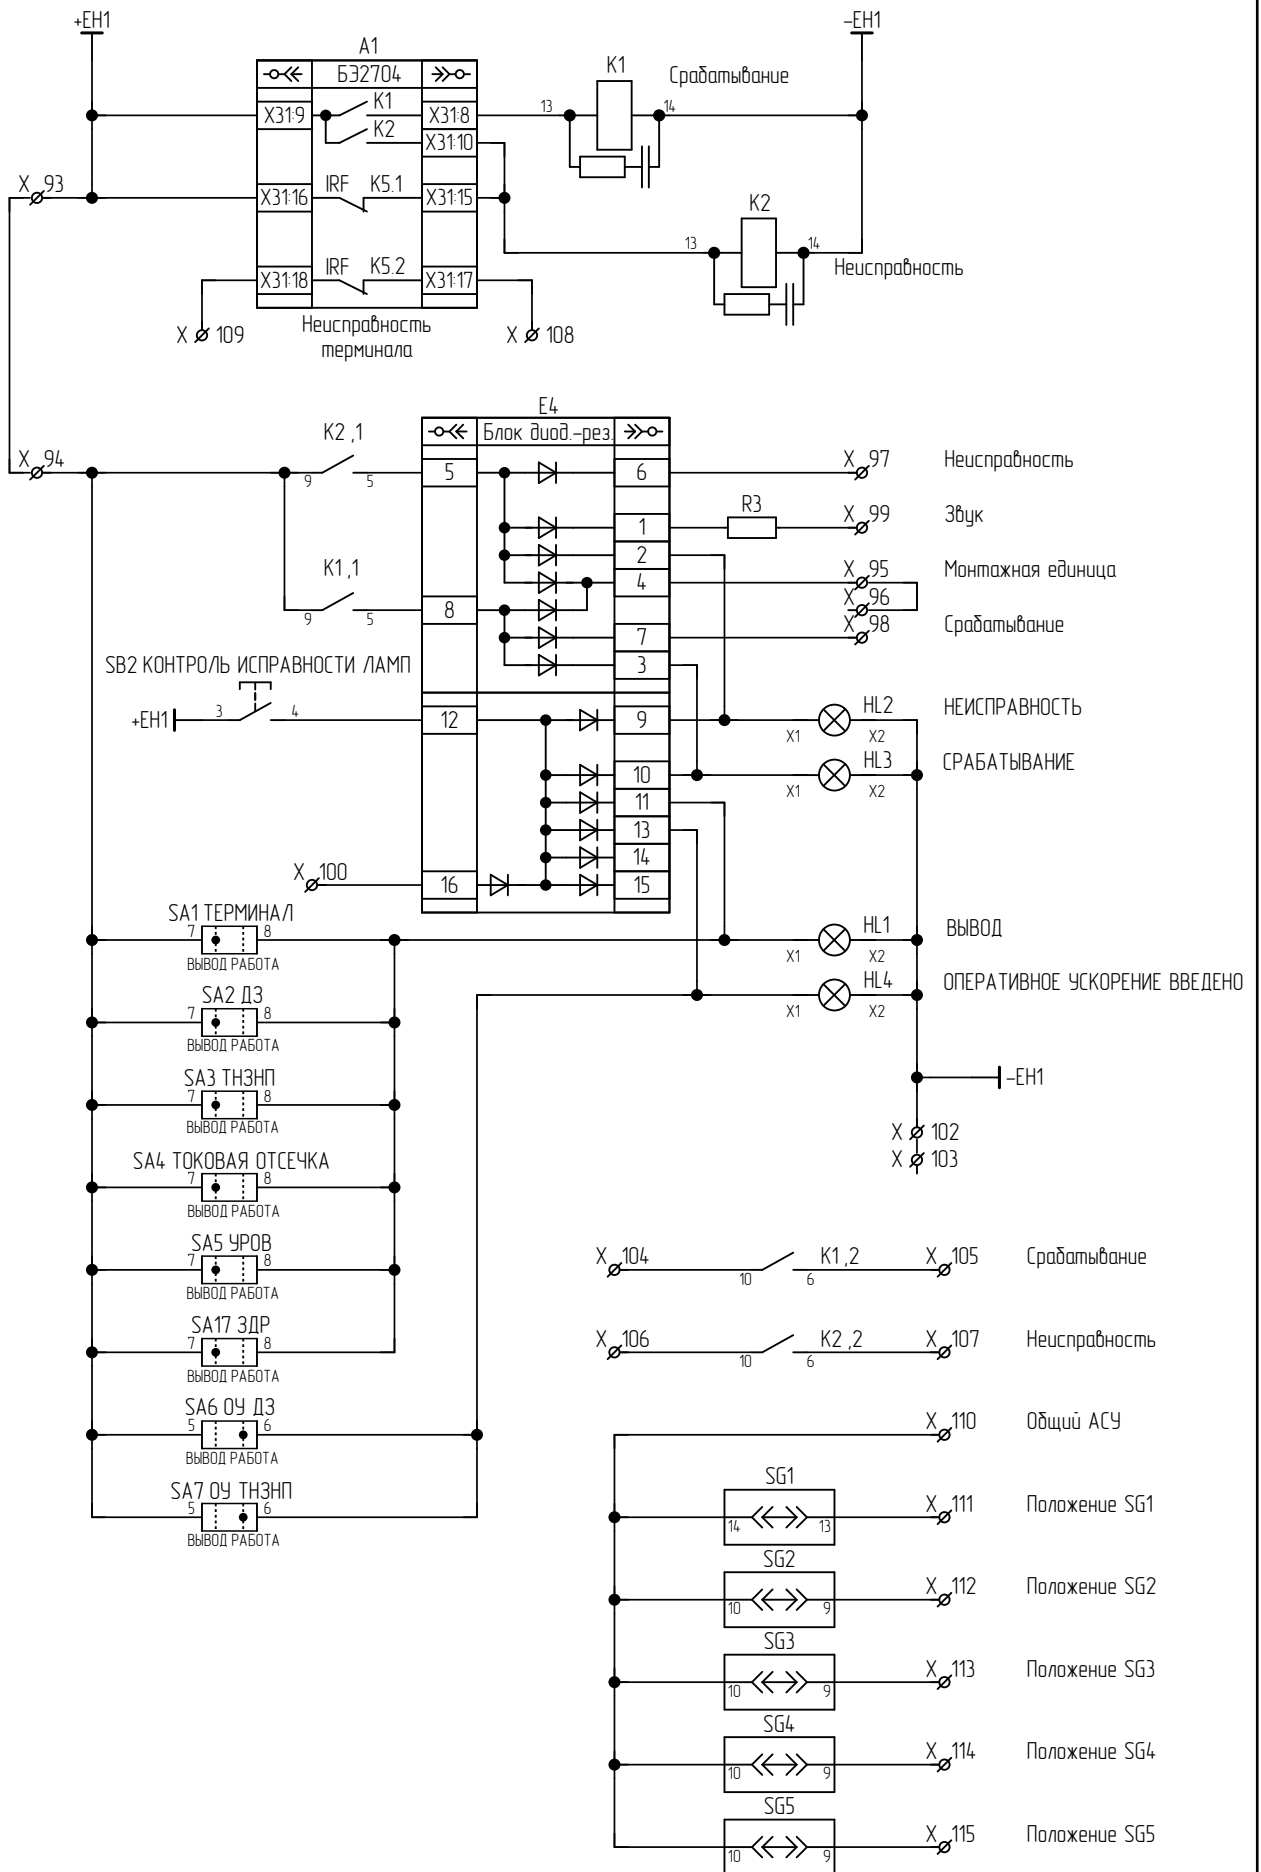 +EH1
-EH1
A1
БЭ2704
K1
Срабатывание
X31:9
K1
X31:8
13
14
K2
X31:10
X 93
X31:16
IRF K5.1
X31:15
K2
13
14
Неисправность
X31:18
IRF K5.2
X31:17
X 109
Неисправность
терминала
X 108
E4
Блок диод.-рез.
X 94
K2,1
9
5
5
6
X 97
Неисправность
1
R3
X 99
Звук
2
K1,1
4
X 95
Монтажная единица
9
5
8
X 96
7
X 98
Срабатывание
3
SB2 КОНТРОЛЬ ИСПРАВНОСТИ ЛАМП
+EH1
3
4
12
9
X1
HL2
X2
НЕИСПРАВНОСТЬ
10
X1
HL3
X2
СРАБАТЫВАНИЕ
11
13
14
X 100
16
15
SA1 ТЕРМИНАЛ
7
8
ВЫВОД РАБОТА
X1
HL1
X2
ВЫВОД
SA2 ДЗ
7
8
ВЫВОД РАБОТА
X1
HL4
X2
ОПЕРАТИВНОЕ УСКОРЕНИЕ ВВЕДЕНО
SA3 ТНЗНП
7
8
ВЫВОД РАБОТА
-EH1
X 102
X 103
SA4 ТОКОВАЯ ОТСЕЧКА
7
8
ВЫВОД РАБОТА
SA5 УРОВ
7
8
ВЫВОД РАБОТА
X 104
10
K1,2
6
X 105
Срабатывание
SA17 ЗДР
7
8
ВЫВОД РАБОТА
X 106
10
K2,2
6
X 107
Неисправность
SA6 ОУ ДЗ
5
6
ВЫВОД РАБОТА
X 110
Общий АСУ
SA7 ОУ ТНЗНП
5
6
ВЫВОД РАБОТА
SG1
14
13
X 111
Положение SG1
SG2
10
9
X 112
Положение SG2
SG3
10
9
X 113
Положение SG3
SG4
10
9
X 114
Положение SG4
SG5
10
9
X 115
Положение SG5